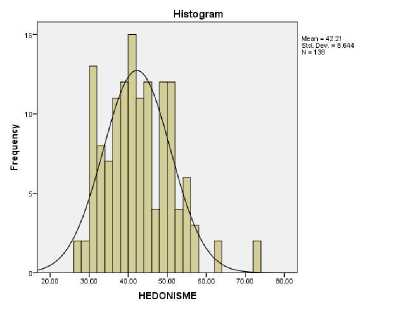 Histogram
Mean = 42.21
Std. Dev. = 8.644
N = 138
Frequency
15
10
5
0
20.00 30.00 40.00 50.00 60.00 70.00 80.00
HEDONISME